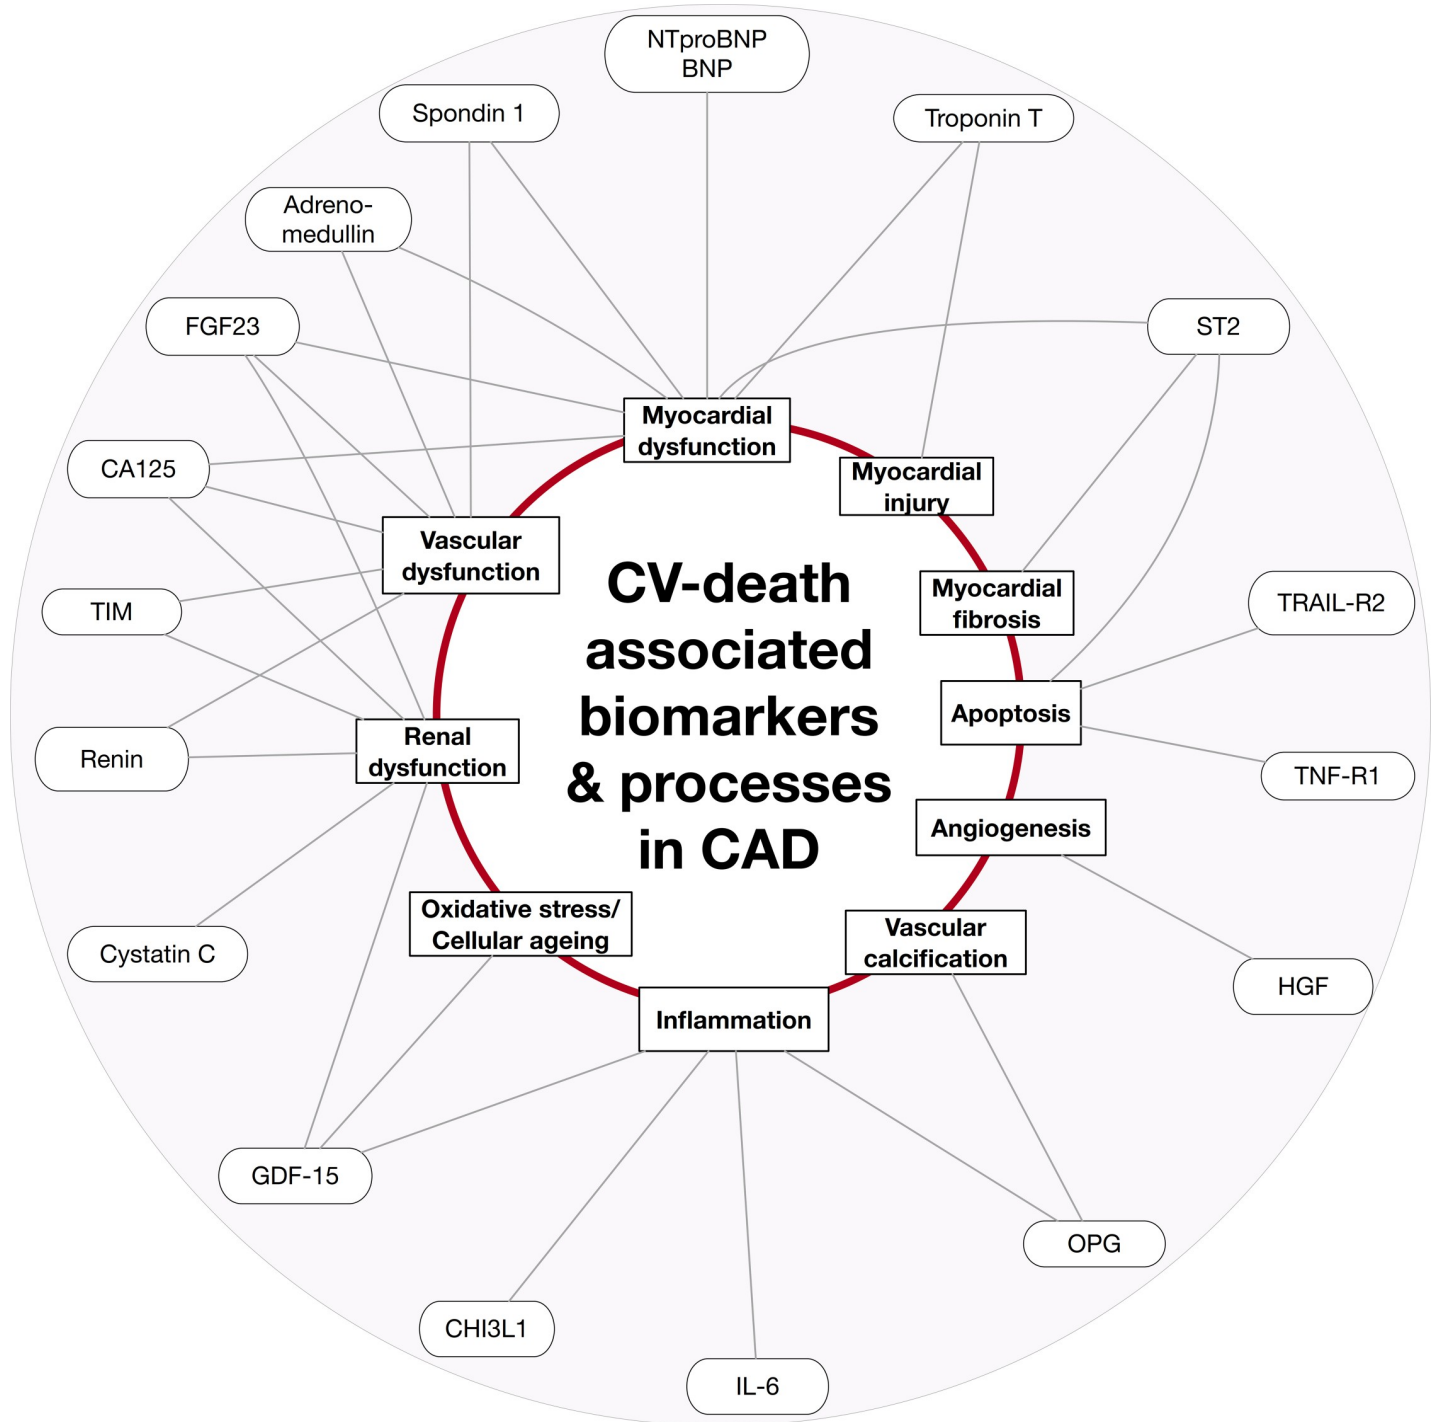 NTproBNP
BNP
Spondin 1
Troponin T
Adreno-
medullin
FGF23
ST2
Myocardial
dysfunction
CA125
Myocardial
injury
Vascular
dysfunction
CV-death
associated
biomarkers
& processes
in CAD
Myocardial
fibrosis
TRAIL-R2
TIM
Apoptosis
Renin
Renal
dysfunction
TNF-R1
Angiogenesis
Oxidative stress/
Cellular ageing
Vascular
calcification
Cystatin C
HGF
Inflammation
GDF-15
OPG
CHI3L1
IL-6